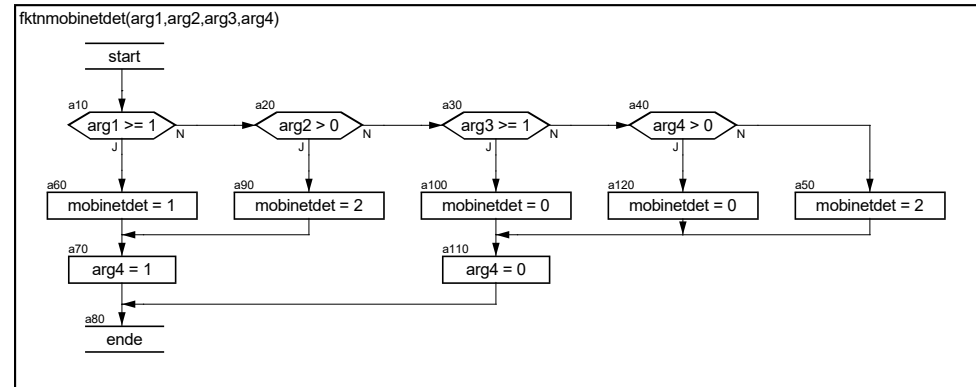 fktnmobinetdet(arg1,arg2,arg3,arg4)
start
a10
a20
a30
a40
arg1 >= 1
N
arg2 > 0
N
arg3 >= 1
N
arg4 > 0
N
J
J
J
J
a60
a90
a100
a120
a50
mobinetdet = 1
mobinetdet = 2
mobinetdet = 0
mobinetdet = 0
mobinetdet = 2
a70
a110
arg4 = 1
arg4 = 0
a80
ende